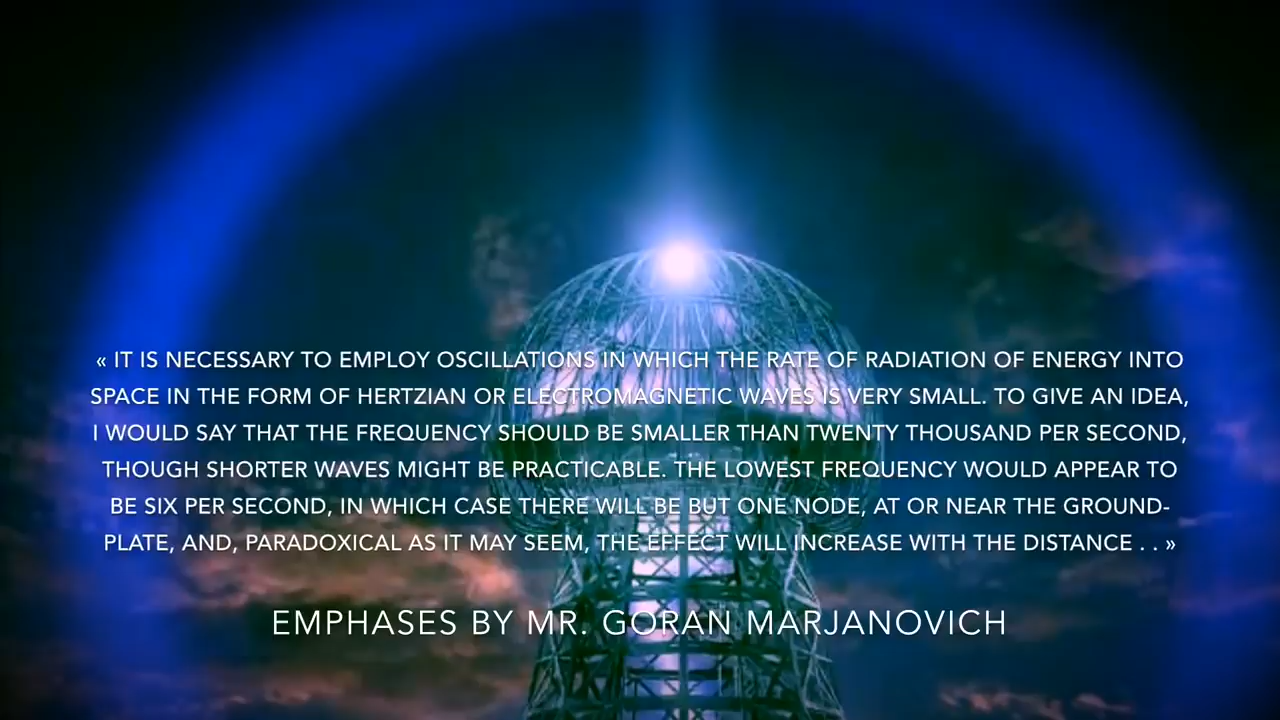 « IT IS NECESSARY TO EMPLOY OSCILLATIONS IN WHICH THE RATE OF RADIATION OF ENERGY INTO
SPACE IN THE FORM OF HERTZIAN OR ELECTROMAGNETIC WAVES IS VERY SMALL. TO GIVE AN IDEA,
I WOULD SAY THAT THE FREQUENCY SHOULD BE SMALLER THAN TWENTY THOUSAND PER SECOND,
THOUGH SHORTER WAVES MIGHT BE PRACTICABLE. THE LOWEST FREQUENCY WOULD APPEAR TO
BE SIX PER SECOND, IN WHICH CASE THERE WILL BE BUT ONE NODE, AT OR NEAR THE GROUND-
PLATE, AND, PARADOXICAL AS IT MAY SEEM, THE EFFECT WILL INCREASE WITH THE DISTANCE . . »
EMPHASES BY MR. GORAN MARJANOVICH